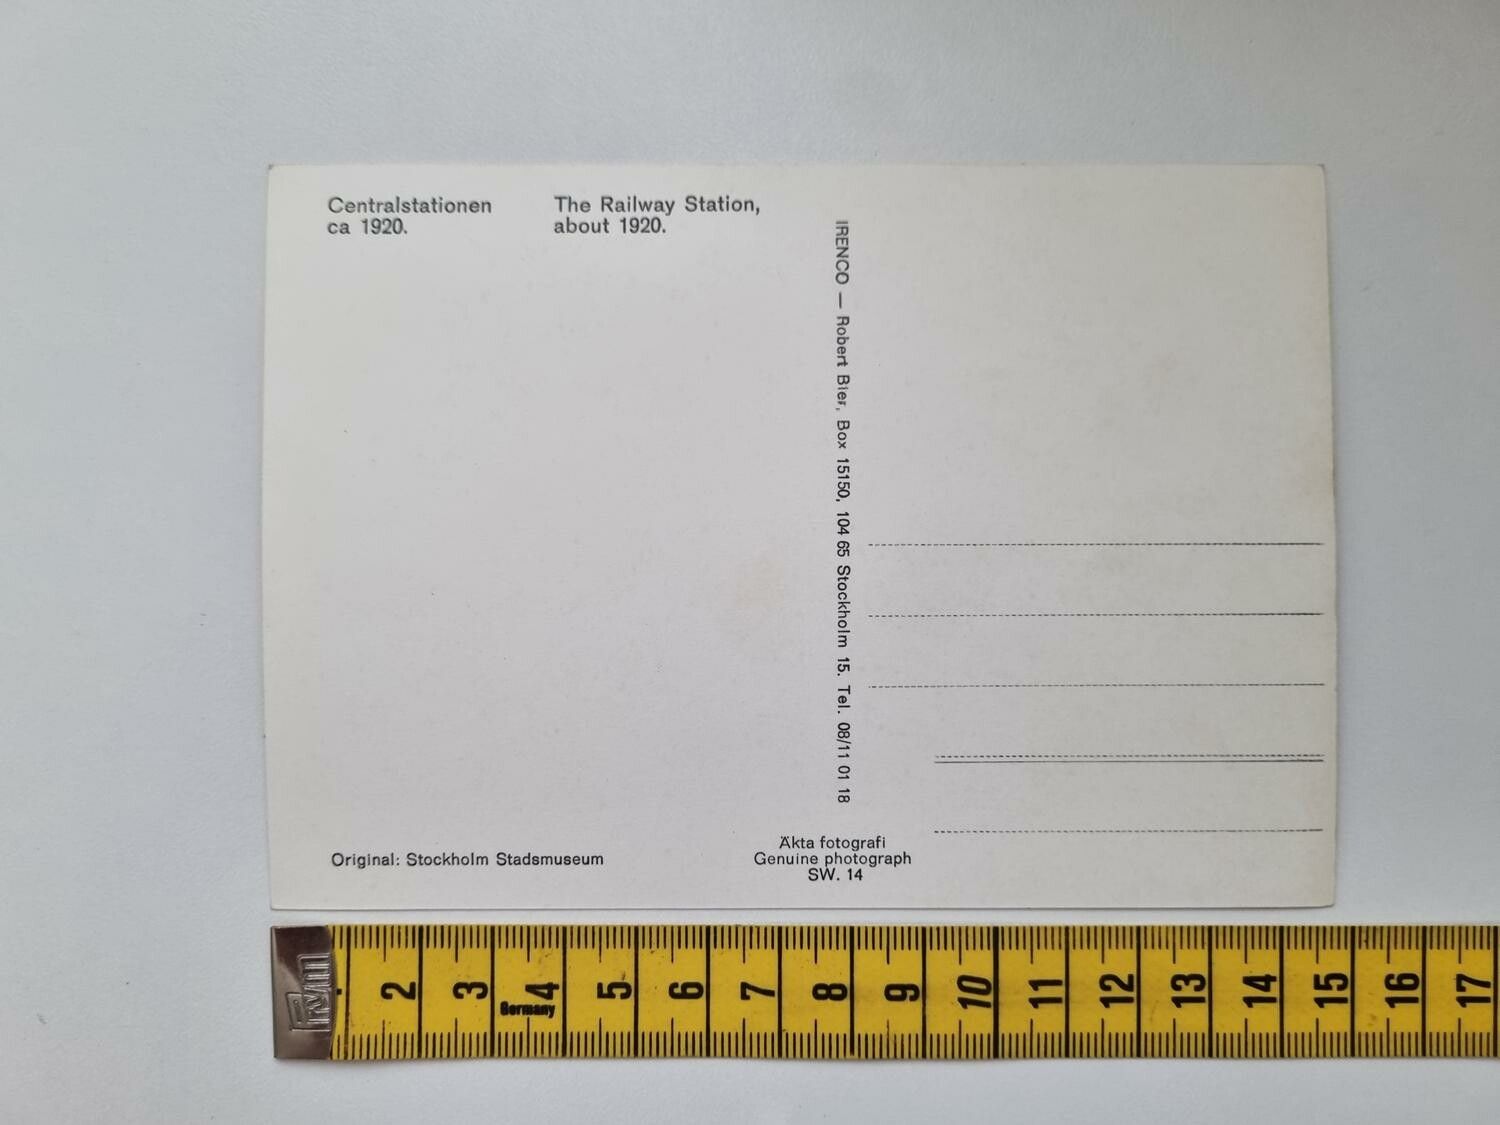 Centralstationen
ca 1920.
The Railway Station,
about 1920.
IRENCO — Robert Bier, Box 15150, 104 65 Stockholm 15. Tel. 08/11 01 18
Original: Stockholm Stadsmuseum
Äkta fotografi
Genuine photograph
SW. 14
Prym
2 3 4 5 6 7 8 9 10 11 12 13 14 15 16 17
Germany